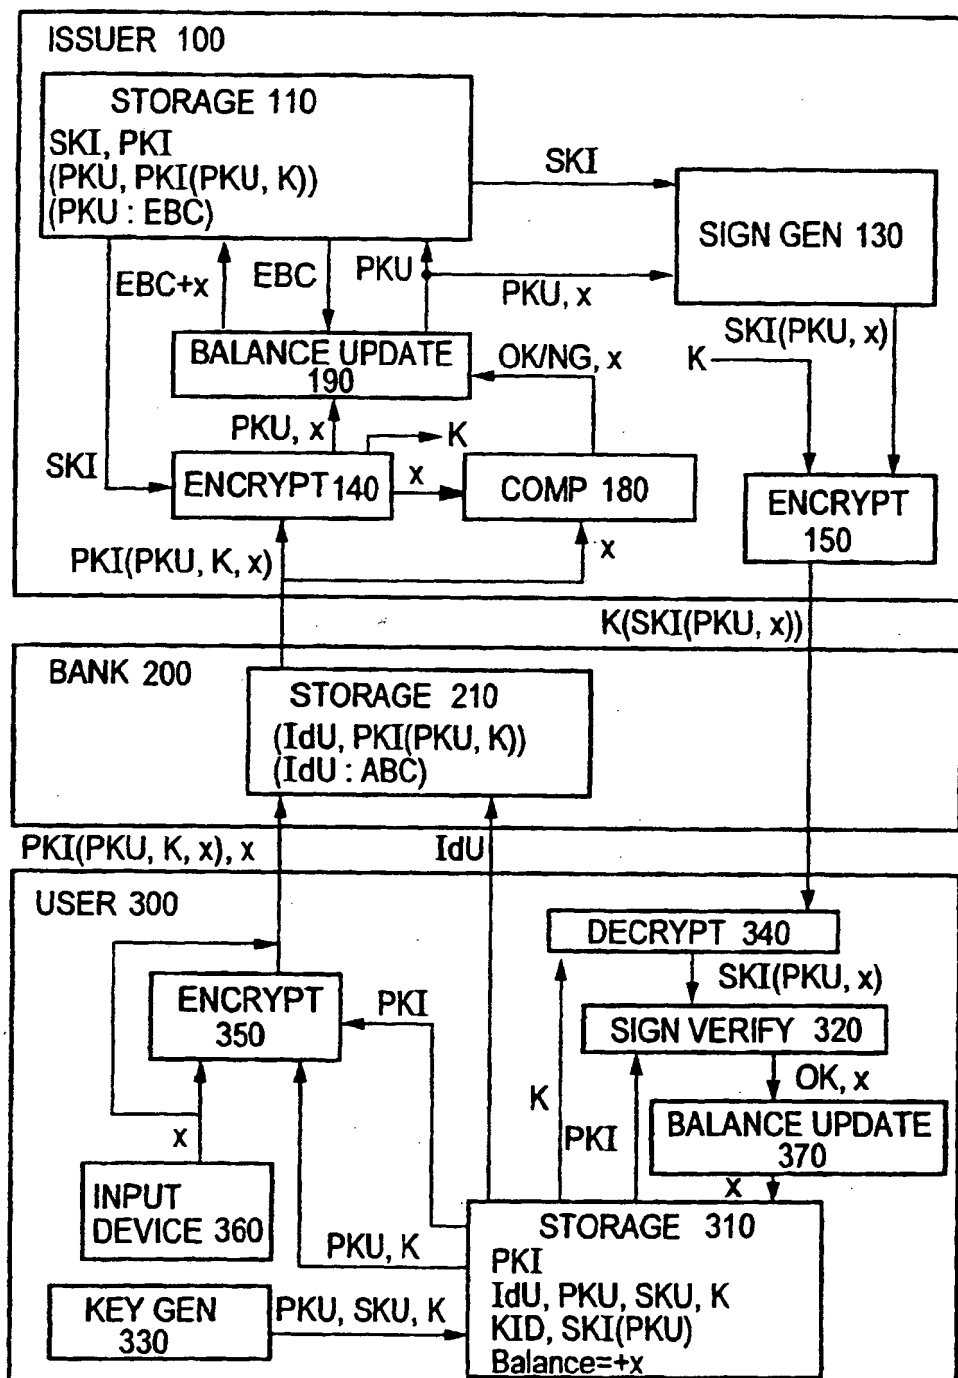 ISSUER 100
STORAGE 110
SKI, PKI
(PKU, PKI(PKU, K))
(PKU : EBC)
SKI
SIGN GEN 130
EBC+x
EBC
PKU
PKU, x
SKI(PKU, x)
K
BALANCE UPDATE
190
OK/NG, x
PKU, x
K
SKI
ENCRYPT 140
x
COMP 180
ENCRYPT
150
PKI(PKU, K, x)
x
K(SKI(PKU, x))
BANK 200
STORAGE 210
(IdU, PKI(PKU, K))
(IdU : ABC)
PKI(PKU, K, x), x
IdU
USER 300
DECRYPT 340
SKI(PKU, x)
ENCRYPT
350
PKI
SIGN VERIFY 320
OK, x
K
PKI
BALANCE UPDATE
370
x
x
INPUT
DEVICE 360
PKU, K
STORAGE 310
PKI
IdU, PKU, SKU, K
KID, SKI(PKU)
Balance=+x
KEY GEN
330
PKU, SKU, K